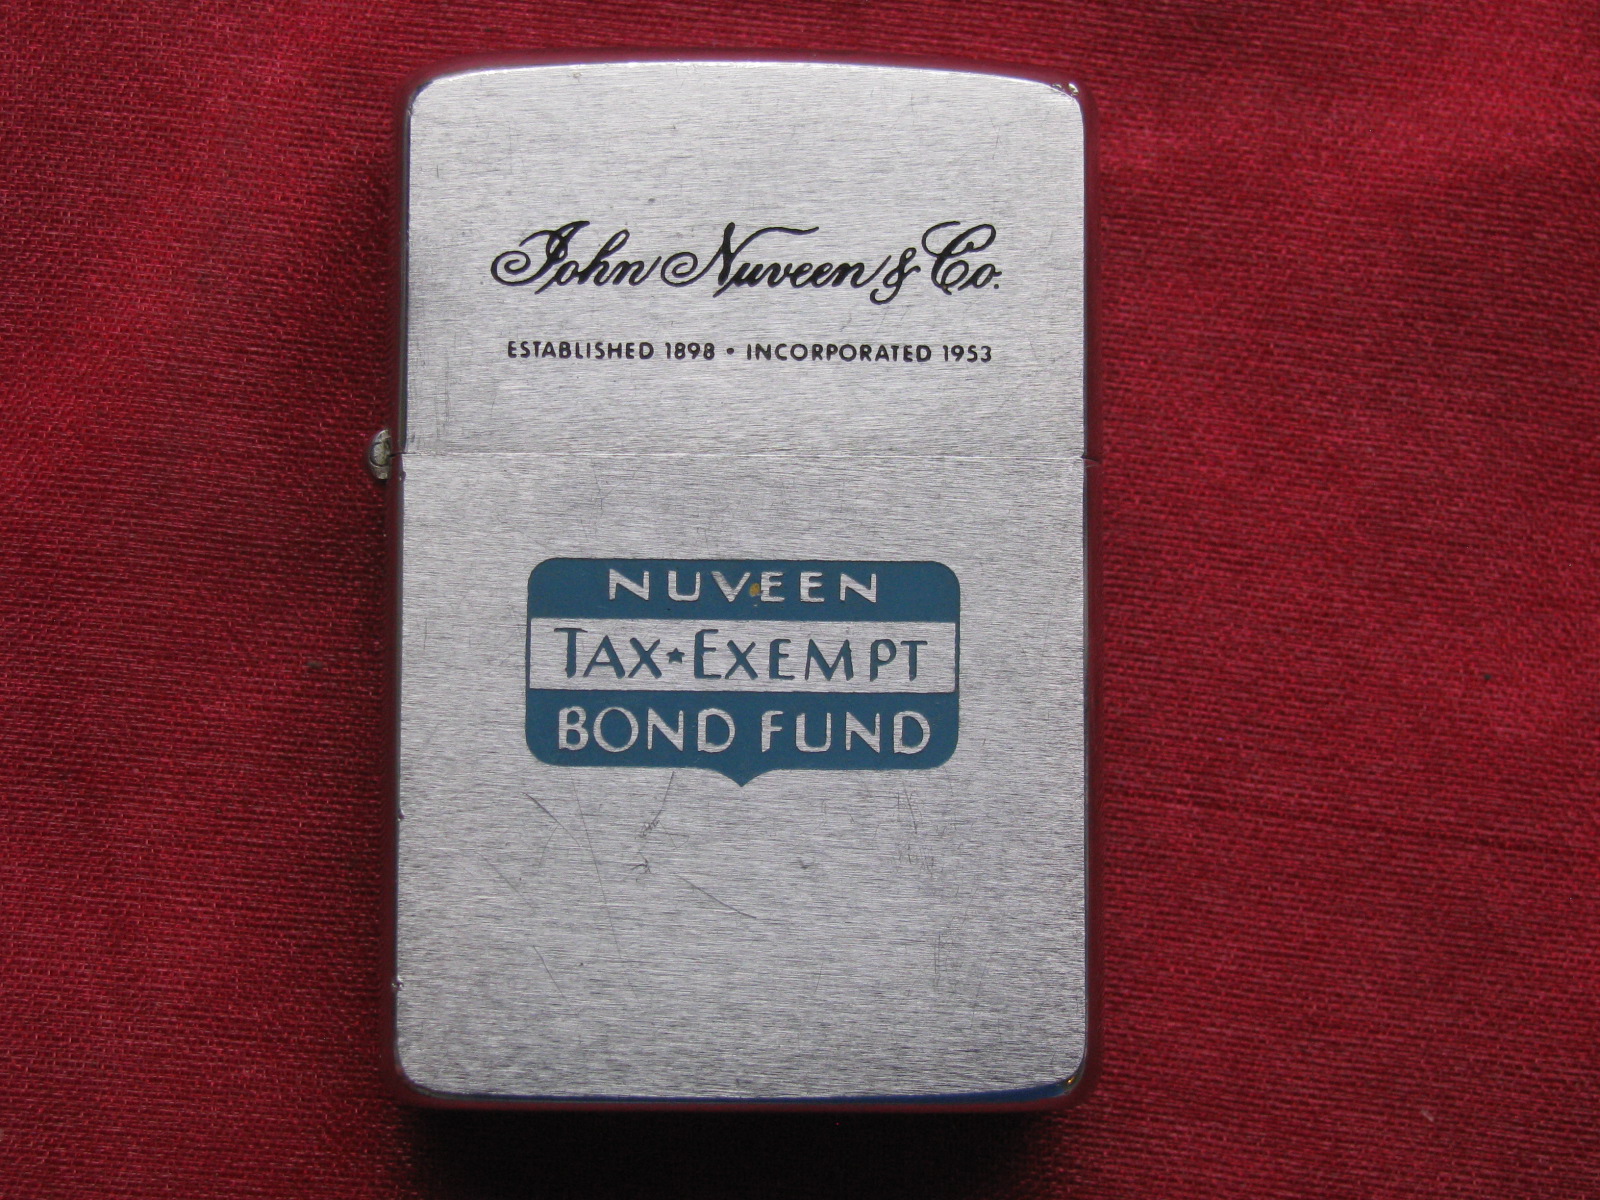 John Nuveen & Co.
ESTABLISHED 1898 • INCORPORATED 1953
NUVEEN
TAX★EXEMPT
BOND FUND